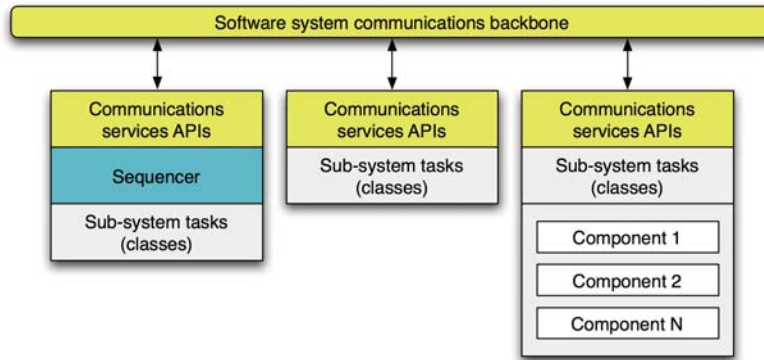 Software system communications backbone
Communications
services APIs
Sequencer
Sub-system tasks
(classes)
Communications
services APIs
Sub-system tasks
(classes)
Communications
services APIs
Sub-system tasks
(classes)
Component 1
Component 2
Component N